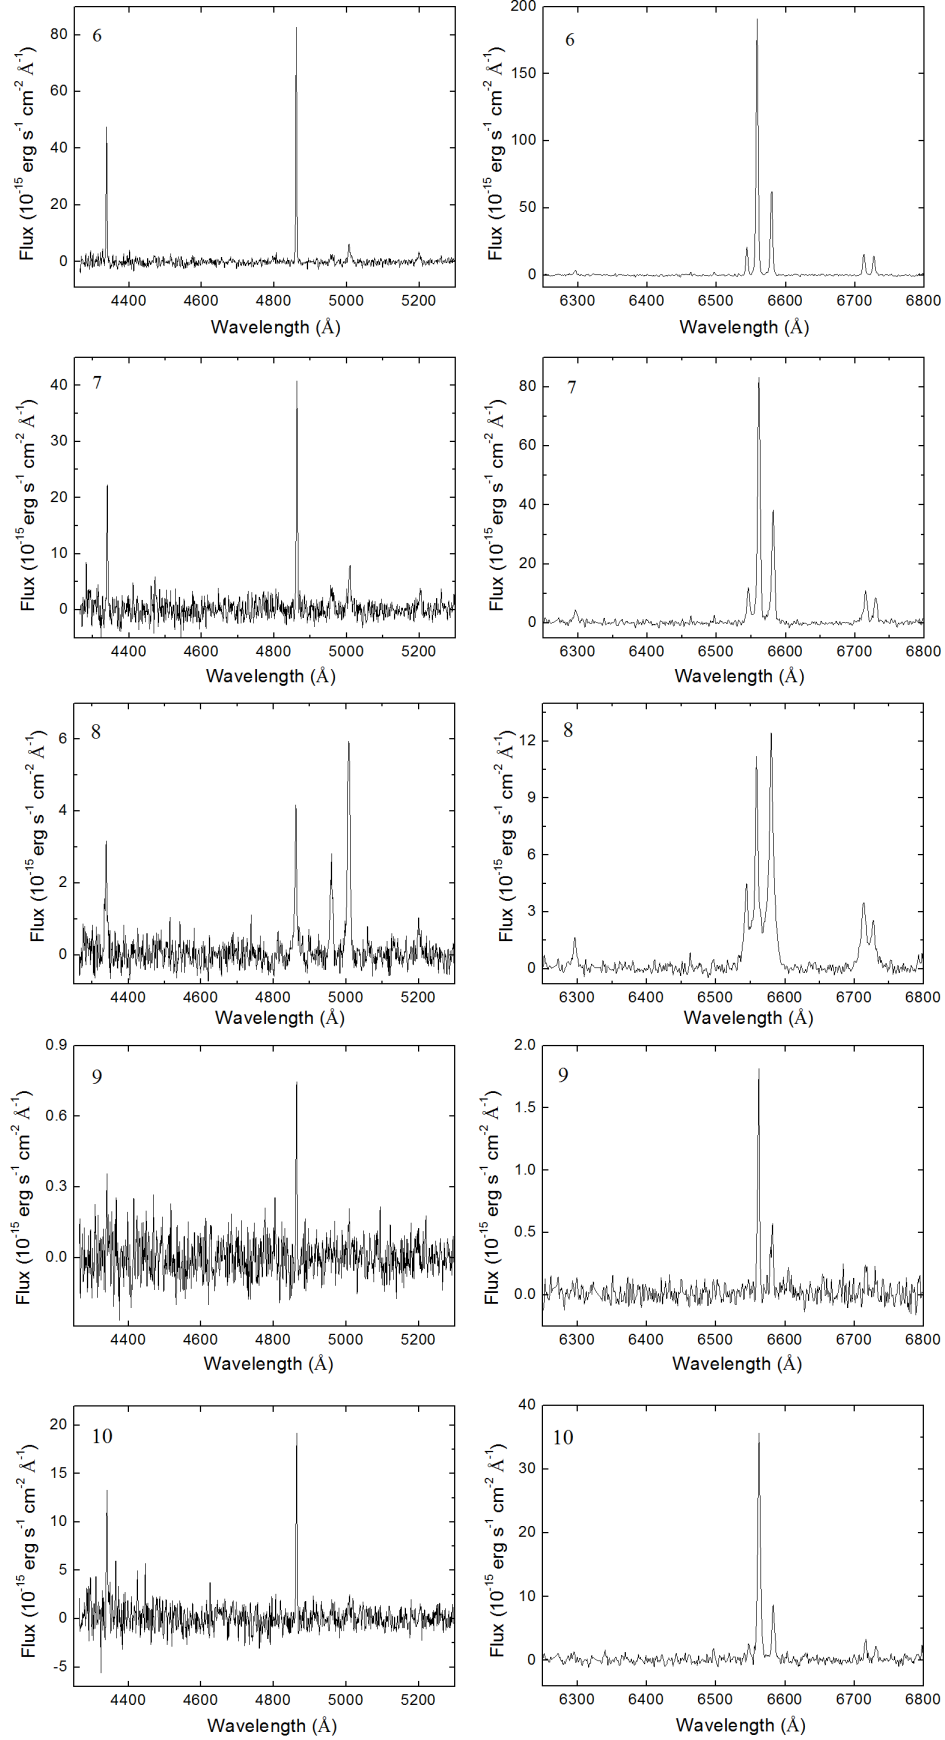 6
80
60
40
20
0
Flux (10⁻¹⁵ erg s⁻¹ cm⁻² Å⁻¹)
4400 4600 4800 5000 5200
Wavelength (Å)
6
200
150
100
50
0
Flux (10⁻¹⁵ erg s⁻¹ cm⁻² Å⁻¹)
6300 6400 6500 6600 6700 6800
Wavelength (Å)
7
40
30
20
10
0
Flux (10⁻¹⁵ erg s⁻¹ cm⁻² Å⁻¹)
4400 4600 4800 5000 5200
Wavelength (Å)
7
80
60
40
20
0
Flux (10⁻¹⁵ erg s⁻¹ cm⁻² Å⁻¹)
6300 6400 6500 6600 6700 6800
Wavelength (Å)
8
6
4
2
0
Flux (10⁻¹⁵ erg s⁻¹ cm⁻² Å⁻¹)
4400 4600 4800 5000 5200
Wavelength (Å)
8
12
9
6
3
0
Flux (10⁻¹⁵ erg s⁻¹ cm⁻² Å⁻¹)
6300 6400 6500 6600 6700 6800
Wavelength (Å)
9
0.9
0.6
0.3
0.0
Flux (10⁻¹⁵ erg s⁻¹ cm⁻² Å⁻¹)
4400 4600 4800 5000 5200
Wavelength (Å)
9
2.0
1.5
1.0
0.5
0.0
Flux (10⁻¹⁵ erg s⁻¹ cm⁻² Å⁻¹)
6300 6400 6500 6600 6700 6800
Wavelength (Å)
10
20
15
10
5
0
-5
Flux (10⁻¹⁵ erg s⁻¹ cm⁻² Å⁻¹)
4400 4600 4800 5000 5200
Wavelength (Å)
10
40
30
20
10
0
Flux (10⁻¹⁵ erg s⁻¹ cm⁻² Å⁻¹)
6300 6400 6500 6600 6700 6800
Wavelength (Å)